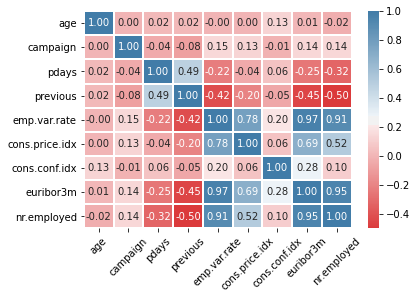 age 1.00 0.00 0.02 0.02 -0.00 0.00 0.13 0.01 -0.02
campaign 0.00 1.00 -0.04 -0.08 0.15 0.13 -0.01 0.14 0.14
pdays 0.02 -0.04 1.00 0.49 -0.22 -0.04 0.06 -0.25 -0.32
previous 0.02 -0.08 0.49 1.00 -0.42 -0.20 -0.05 -0.45 -0.50
emp.var.rate -0.00 0.15 -0.22 -0.42 1.00 0.78 0.20 0.97 0.91
cons.price.idx 0.00 0.13 -0.04 -0.20 0.78 1.00 0.06 0.69 0.52
cons.conf.idx 0.13 -0.01 0.06 -0.05 0.20 0.06 1.00 0.28 0.10
euribor3m 0.01 0.14 -0.25 -0.45 0.97 0.69 0.28 1.00 0.95
nr.employed -0.02 0.14 -0.32 -0.50 0.91 0.52 0.10 0.95 1.00
age campaign pdays previous emp.var.rate cons.price.idx cons.conf.idx euribor3m nr.employed
1.0
0.8
0.6
0.4
0.2
0.0
-0.2
-0.4